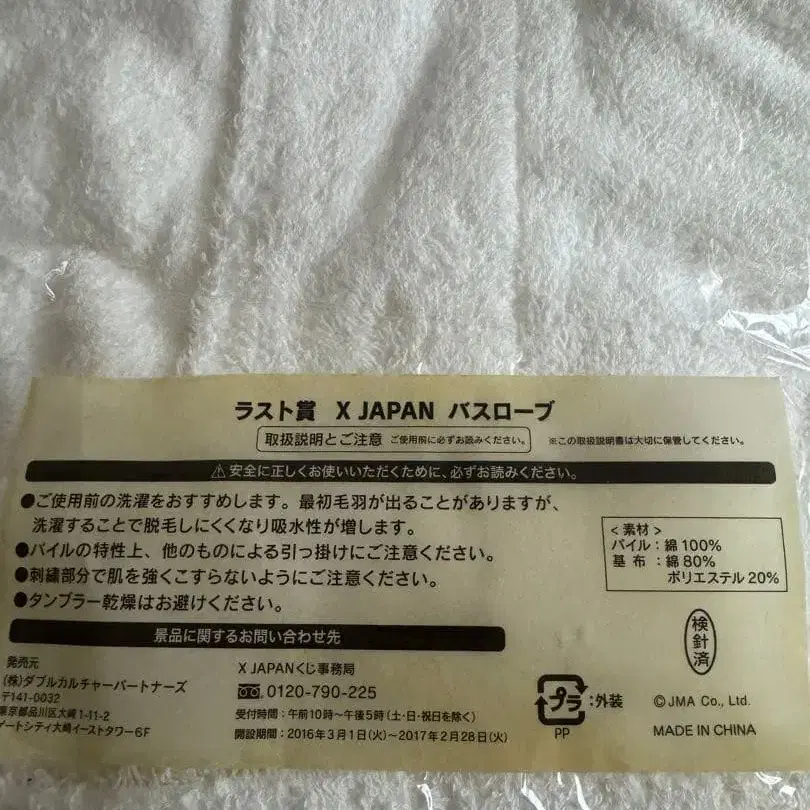 ラスト賞 X JAPAN バスローブ
取扱説明とご注意 ご使用前に必ずお読みください。 ※この取扱説明書は大切に保管してください。
⚠安全に正しくお使いいただくために、必ずお読みください。
●ご使用前の洗濯をおすすめします。最初毛羽が出ることがありますが、
洗濯することで脱毛しにくくなり吸水性が増します。
●パイルの特性上、他のものによる引っ掛けにご注意ください。
●刺繍部分で肌を強くこすらないようにご注意ください。
●タンブラー乾燥はお避けください。
<素材>
パイル:綿100%
基布:綿80%
ポリエステル20%
検針済
景品に関するお問い合わせ先
発売元
(株)ダブルカルチャーパートナーズ
〒141-0032
東京都品川区大崎1-11-2
ゲートシティ大崎イーストタワー6F
X JAPANくじ事務局
0120-790-225
受付時間:午前10時~午後5時(土・日・祝日を除く)
開設期間:2016年3月1日(火)~2017年2月28日(火)
プラ:外装
PP
©JMA Co., Ltd.
MADE IN CHINA